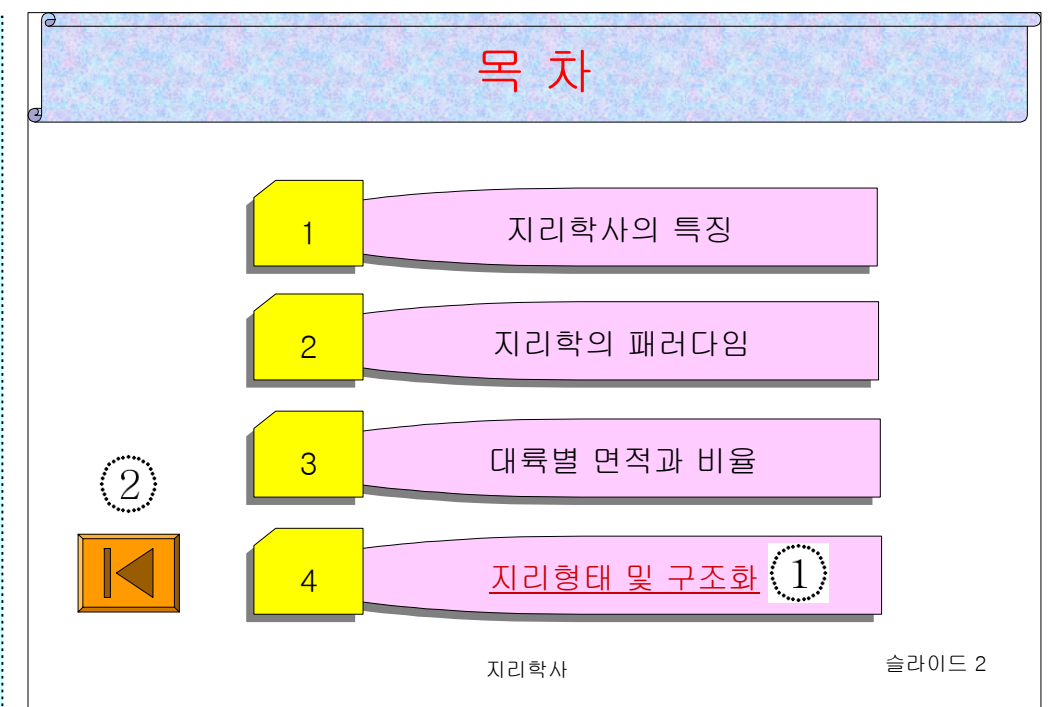 목 차
1 지리학사의 특징
2 지리학의 패러다임
3 대륙별 면적과 비율
②
4 지리형태 및 구조화 ①
지리학사
슬라이드 2